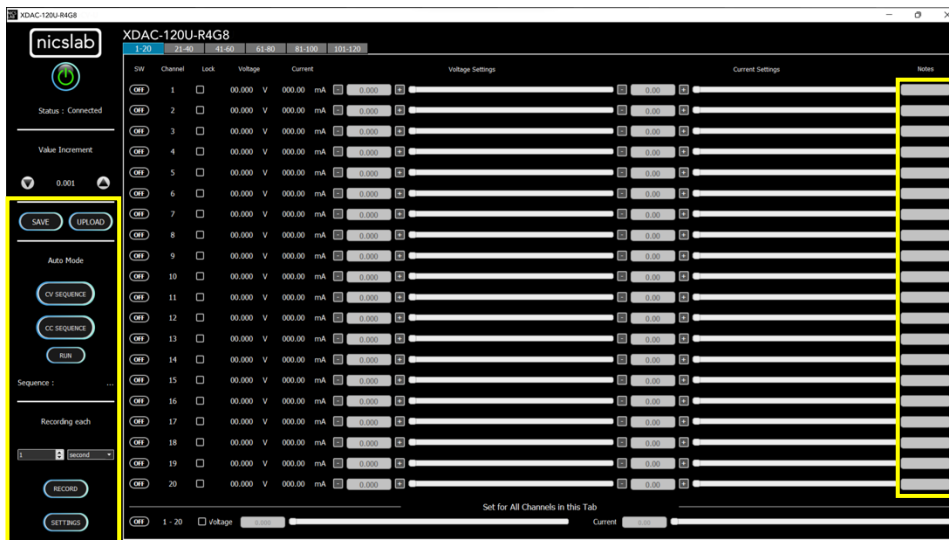 XDAC-120U-R4G8
nicslab
Status : Connected
Value Increment
0.001
SAVE UPLOAD
Auto Mode
CV SEQUENCE
CC SEQUENCE
RUN
Sequence : ...
Recording each
1 second
RECORD
SETTINGS
XDAC-120U-R4G8
1-20 21-40 41-60 61-80 81-100 101-120
SW Channel Lock Voltage Current Voltage Settings Current Settings Notes
OFF 1 00.000 V 000.00 mA - 0.000 + - 0.00 +
OFF 2 00.000 V 000.00 mA - 0.000 + - 0.00 +
OFF 3 00.000 V 000.00 mA - 0.000 + - 0.00 +
OFF 4 00.000 V 000.00 mA - 0.000 + - 0.00 +
OFF 5 00.000 V 000.00 mA - 0.000 + - 0.00 +
OFF 6 00.000 V 000.00 mA - 0.000 + - 0.00 +
OFF 7 00.000 V 000.00 mA - 0.000 + - 0.00 +
OFF 8 00.000 V 000.00 mA - 0.000 + - 0.00 +
OFF 9 00.000 V 000.00 mA - 0.000 + - 0.00 +
OFF 10 00.000 V 000.00 mA - 0.000 + - 0.00 +
OFF 11 00.000 V 000.00 mA - 0.000 + - 0.00 +
OFF 12 00.000 V 000.00 mA - 0.000 + - 0.00 +
OFF 13 00.000 V 000.00 mA - 0.000 + - 0.00 +
OFF 14 00.000 V 000.00 mA - 0.000 + - 0.00 +
OFF 15 00.000 V 000.00 mA - 0.000 + - 0.00 +
OFF 16 00.000 V 000.00 mA - 0.000 + - 0.00 +
OFF 17 00.000 V 000.00 mA - 0.000 + - 0.00 +
OFF 18 00.000 V 000.00 mA - 0.000 + - 0.00 +
OFF 19 00.000 V 000.00 mA - 0.000 + - 0.00 +
OFF 20 00.000 V 000.00 mA - 0.000 + - 0.00 +
Set for All Channels in this Tab
OFF 1 - 20 Voltage 0.000 Current 0.00